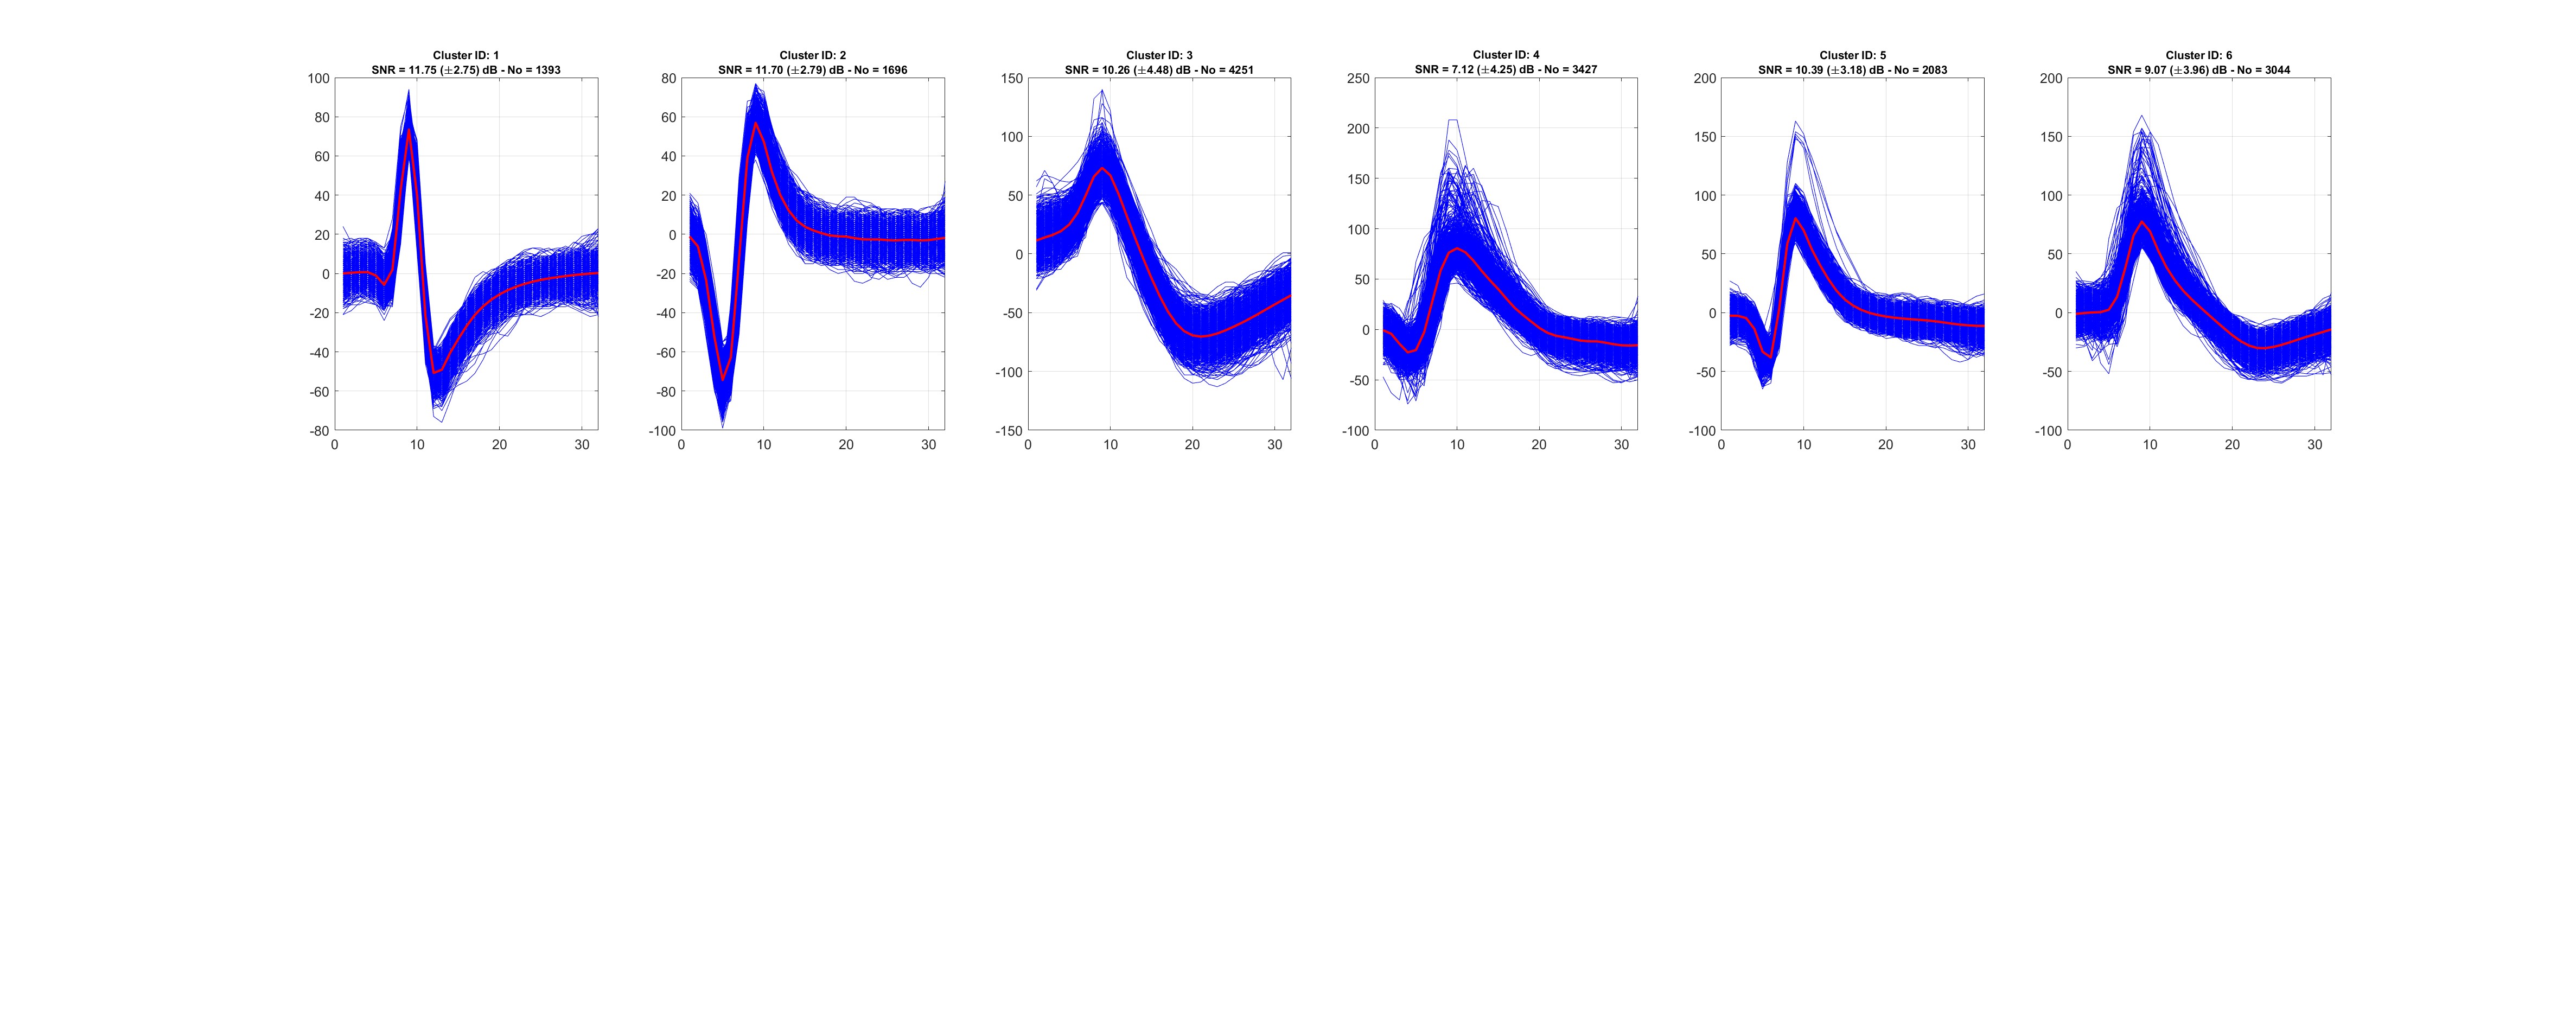 Cluster ID: 1
SNR = 11.75 (±2.75) dB - No = 1393
100
80
60
40
20
0
-20
-40
-60
-80
0 10 20 30
Cluster ID: 2
SNR = 11.70 (±2.79) dB - No = 1696
80
60
40
20
0
-20
-40
-60
-80
-100
0 10 20 30
Cluster ID: 3
SNR = 10.26 (±4.48) dB - No = 4251
150
100
50
0
-50
-100
-150
0 10 20 30
Cluster ID: 4
SNR = 7.12 (±4.25) dB - No = 3427
250
200
150
100
50
0
-50
-100
0 10 20 30
Cluster ID: 5
SNR = 10.39 (±3.18) dB - No = 2083
200
150
100
50
0
-50
-100
0 10 20 30
Cluster ID: 6
SNR = 9.07 (±3.96) dB - No = 3044
200
150
100
50
0
-50
-100
0 10 20 30